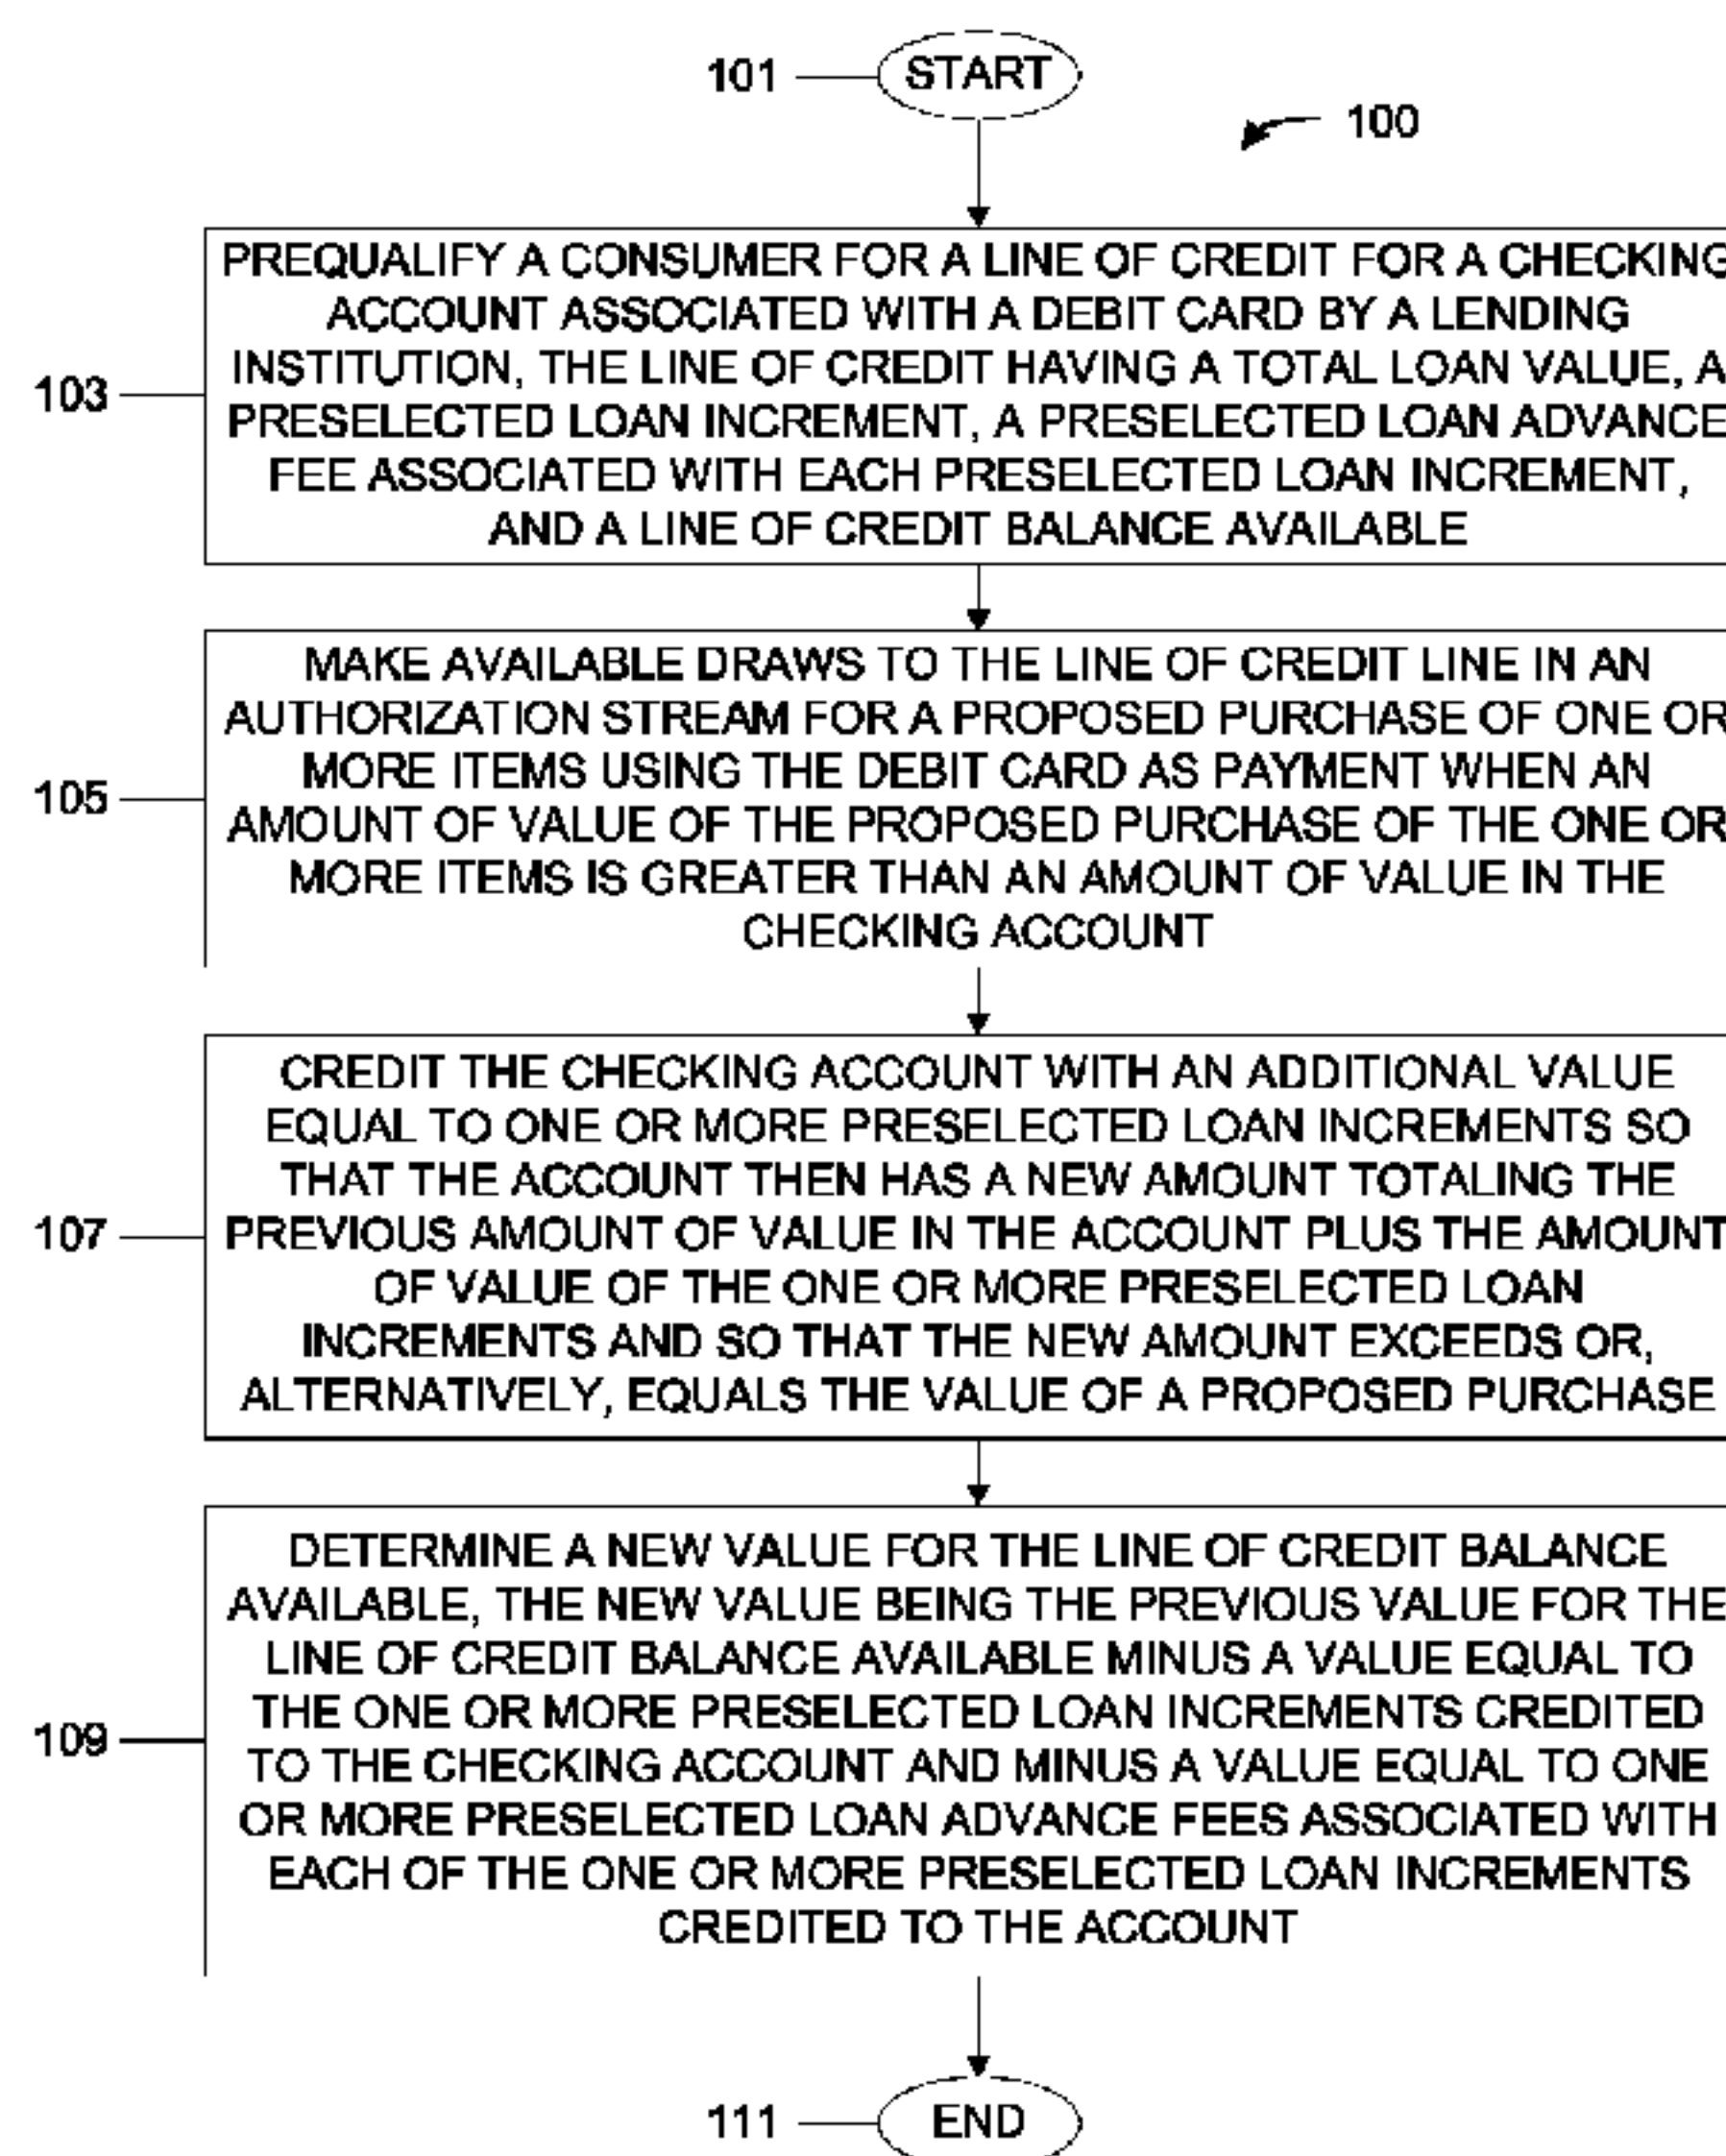 101
START
100
PREQUALIFY A CONSUMER FOR A LINE OF CREDIT FOR A CHECKING
ACCOUNT ASSOCIATED WITH A DEBIT CARD BY A LENDING
INSTITUTION, THE LINE OF CREDIT HAVING A TOTAL LOAN VALUE, A
103
PRESELECTED LOAN INCREMENT, A PRESELECTED LOAN ADVANCE
FEE ASSOCIATED WITH EACH PRESELECTED LOAN INCREMENT,
AND A LINE OF CREDIT BALANCE AVAILABLE
MAKE AVAILABLE DRAWS TO THE LINE OF CREDIT LINE IN AN
AUTHORIZATION STREAM FOR A PROPOSED PURCHASE OF ONE OR
MORE ITEMS USING THE DEBIT CARD AS PAYMENT WHEN AN
105
AMOUNT OF VALUE OF THE PROPOSED PURCHASE OF THE ONE OR
MORE ITEMS IS GREATER THAN AN AMOUNT OF VALUE IN THE
CHECKING ACCOUNT
CREDIT THE CHECKING ACCOUNT WITH AN ADDITIONAL VALUE
EQUAL TO ONE OR MORE PRESELECTED LOAN INCREMENTS SO
THAT THE ACCOUNT THEN HAS A NEW AMOUNT TOTALING THE
107
PREVIOUS AMOUNT OF VALUE IN THE ACCOUNT PLUS THE AMOUNT
OF VALUE OF THE ONE OR MORE PRESELECTED LOAN
INCREMENTS AND SO THAT THE NEW AMOUNT EXCEEDS OR,
ALTERNATIVELY, EQUALS THE VALUE OF A PROPOSED PURCHASE
DETERMINE A NEW VALUE FOR THE LINE OF CREDIT BALANCE
AVAILABLE, THE NEW VALUE BEING THE PREVIOUS VALUE FOR THE
LINE OF CREDIT BALANCE AVAILABLE MINUS A VALUE EQUAL TO
THE ONE OR MORE PRESELECTED LOAN INCREMENTS CREDITED
109
TO THE CHECKING ACCOUNT AND MINUS A VALUE EQUAL TO ONE
OR MORE PRESELECTED LOAN ADVANCE FEES ASSOCIATED WITH
EACH OF THE ONE OR MORE PRESELECTED LOAN INCREMENTS
CREDITED TO THE ACCOUNT
111
END